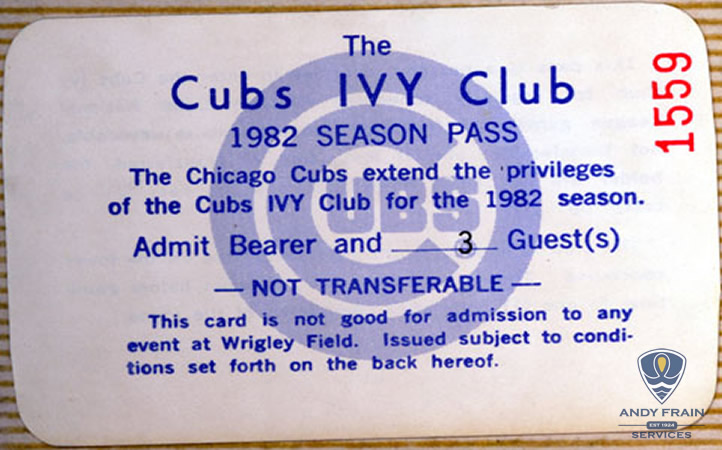 The
Cubs IVY Club
1559
1982 SEASON PASS
The Chicago Cubs extend the privileges
of the Cubs IVY Club for the 1982 season.
Admit Bearer and 3 Guest(s)
— NOT TRANSFERABLE —
This card is not good for admission to any
event at Wrigley Field. Issued subject to condi-
tions set forth on the back hereof.
CUBS
ANDY FRAIN
EST 1924
SERVICES